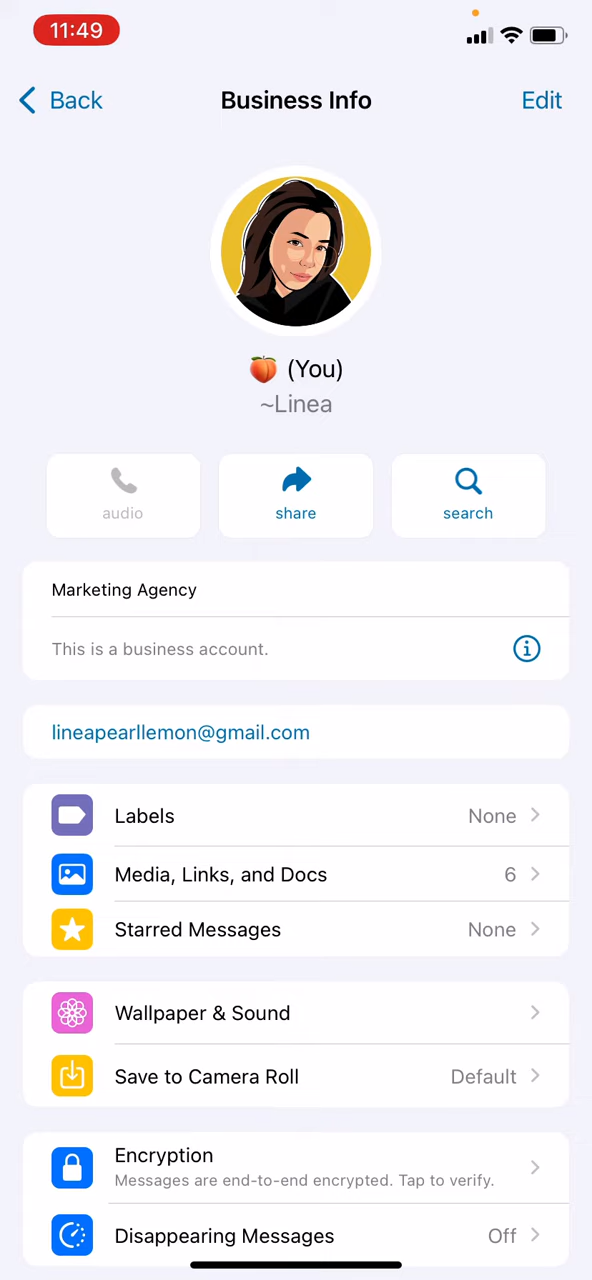 11:49
Back
Business Info
Edit
🍑 (You)
~Linea
audio
share
search
Marketing Agency
This is a business account.
lineapearllemon@gmail.com
Labels
None
Media, Links, and Docs
6
Starred Messages
None
Wallpaper & Sound
Save to Camera Roll
Default
Encryption
Messages are end-to-end encrypted. Tap to verify.
Disappearing Messages
Off